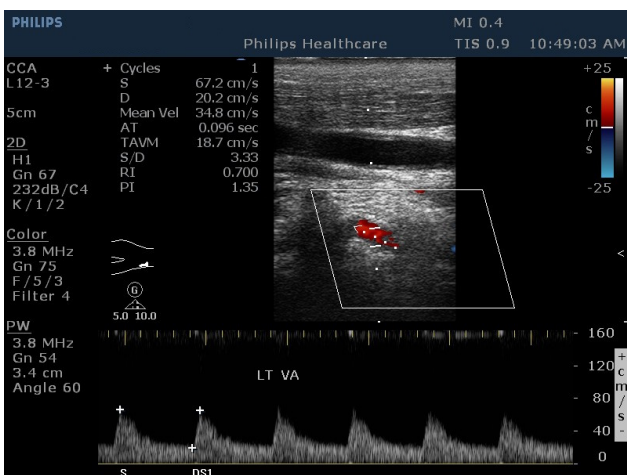 PHILIPS
MI 0.4
Philips Healthcare
TIS 0.9 10:49:03 AM
CCA
L12-3
5cm
2D
H1
Gn 67
232dB/C4
K/1/2
Color
3.8 MHz
Gn 75
F/5/3
Filter 4
PW
3.8 MHz
Gn 54
3.4 cm
Angle 60
+ Cycles 1
S 67.2 cm/s
D 20.2 cm/s
Mean Vel 34.8 cm/s
AT 0.096 sec
TAVM 18.7 cm/s
S/D 3.33
RI 0.700
PI 1.35
G
5.0 10.0
+25
c
m
/
s
-25
<
LT VA
- 160
- 120
- 80
- 40
0
+
c
m
/
s
-
S DS1